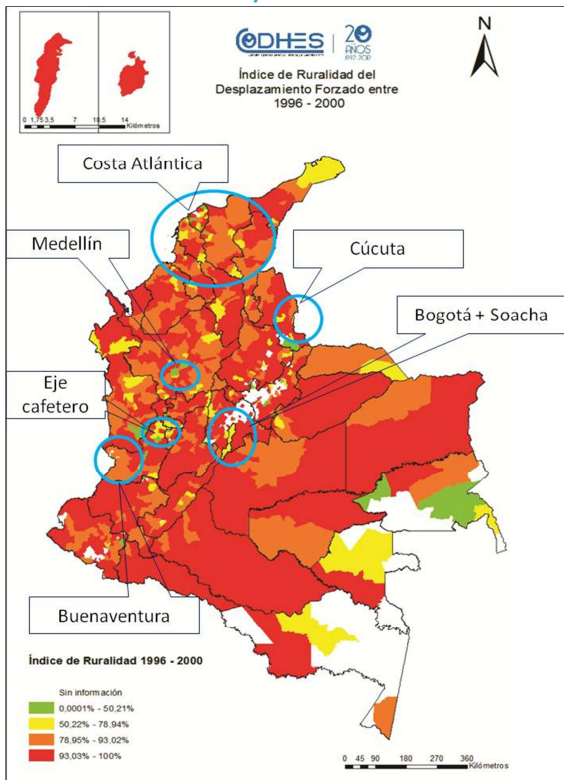 CODHES
20
AÑOS
1992-2012
N
Índice de Ruralidad del
Desplazamiento Forzado entre
1996 - 2000
0 1,75 3,5 7 10,5 14
Kilómetros
Costa Atlántica
Medellín
Cúcuta
Bogotá + Soacha
Eje
cafetero
Buenaventura
Índice de Ruralidad 1996 - 2000
Sin información
0,0001% - 50,21%
50,22% - 78,94%
78,95% - 93,02%
93,03% - 100%
0 45 90 180 270 360
Kilómetros